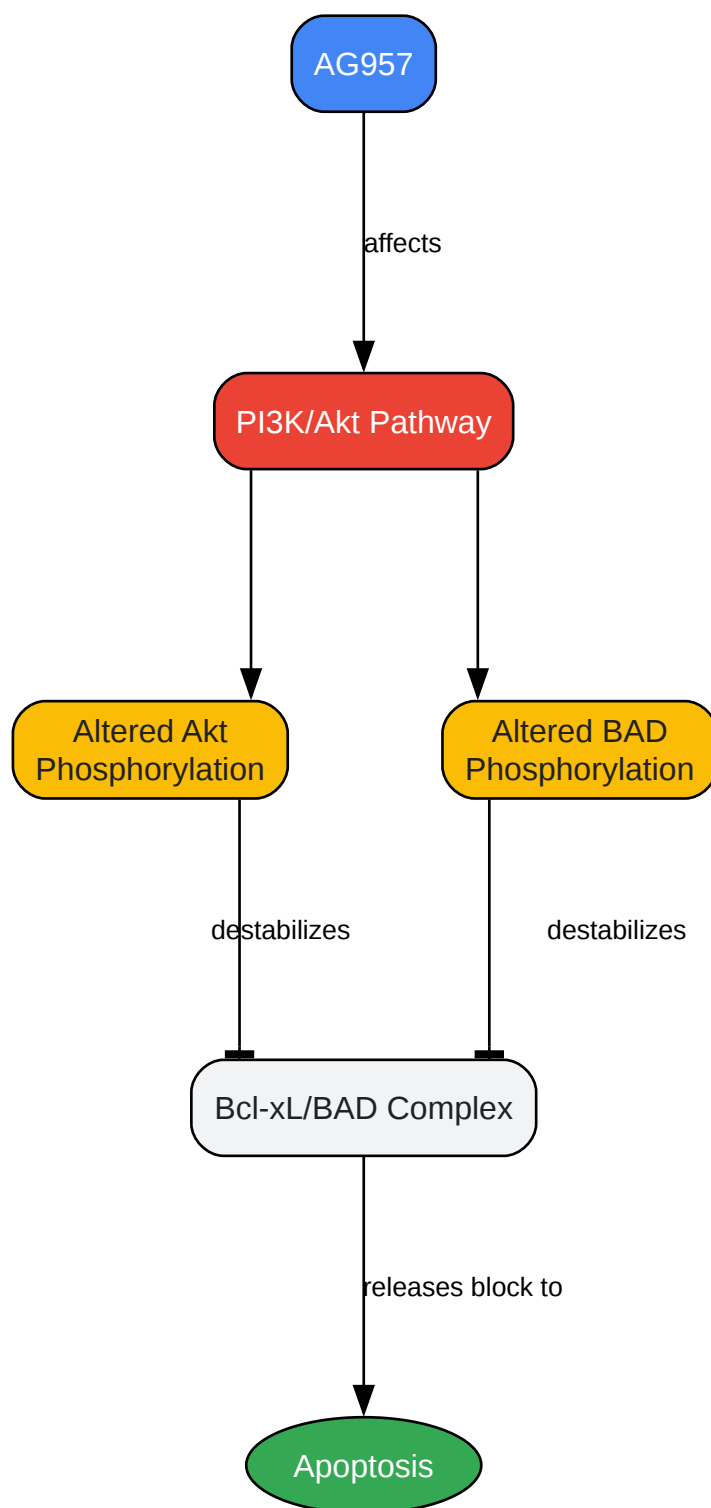 AG957
affects
PI3K/Akt Pathway
Altered Akt
Phosphorylation
Altered BAD
Phosphorylation
destabilizes
destabilizes
Bcl-xL/BAD Complex
releases block to
Apoptosis